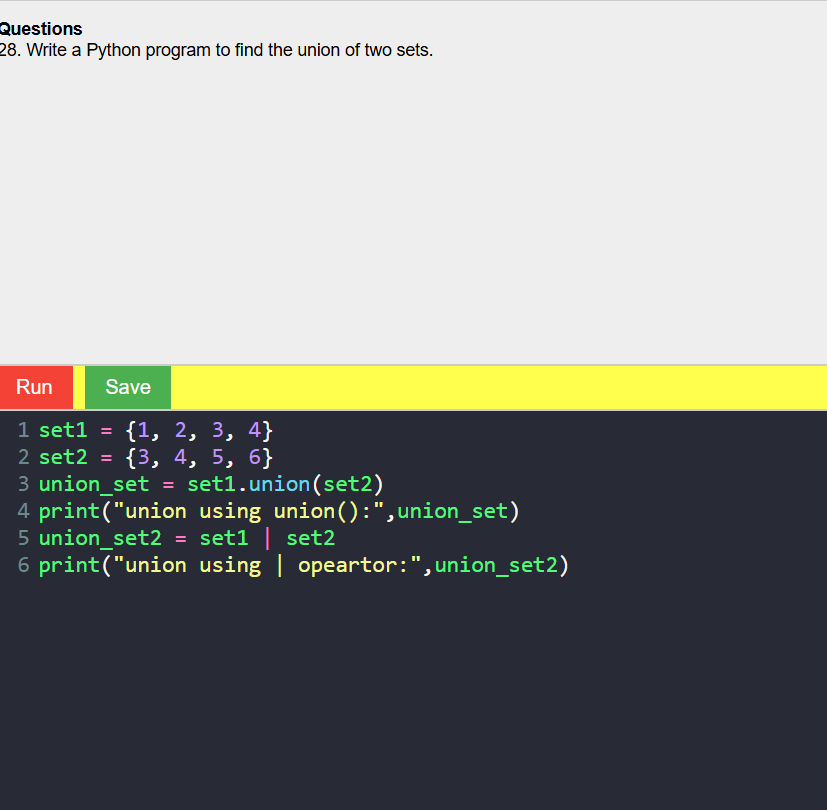 Questions
28. Write a Python program to find the union of two sets.
Run Save
1 set1 = {1, 2, 3, 4}
2 set2 = {3, 4, 5, 6}
3 union_set = set1.union(set2)
4 print("union using union():",union_set)
5 union_set2 = set1 | set2
6 print("union using | opeartor:",union_set2)